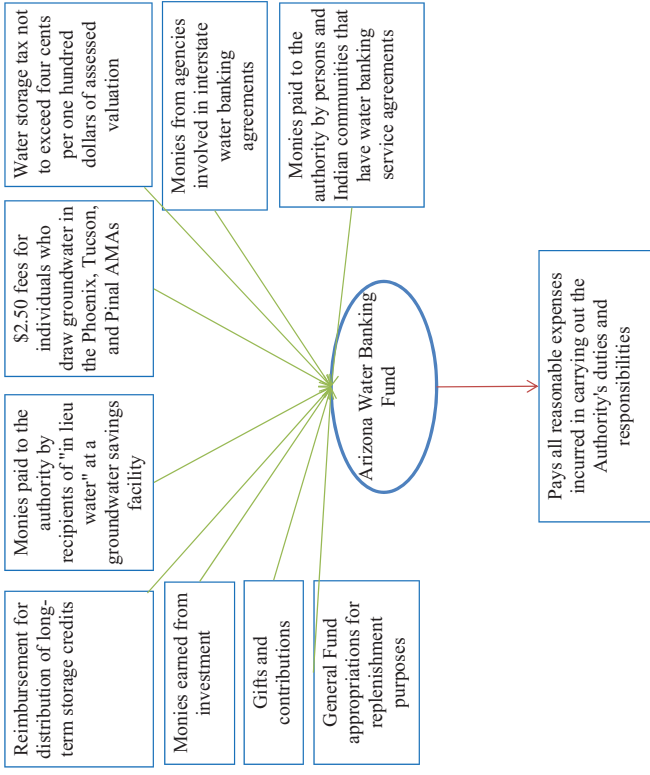 Reimbursement for
distribution of long-
term storage credits
Monies paid to the
authority by
recipients of "in lieu
water" at a
groundwater savings
facility
$2.50 fees for
individuals who
draw groundwater in
the Phoenix, Tucson,
and Pinal AMAs
Water storage tax not
to exceed four cents
per one hundred
dollars of assessed
valuation
Monies earned from
investment
Monies from agencies
involved in interstate
water banking
agreements
Gifts and
contributions
Monies paid to the
authority by persons and
Indian communities that
have water banking
service agreements
General Fund
appropriations for
replenishment
purposes
Arizona Water Banking
Fund
Pays all reasonable expenses
incurred in carrying out the
Authority's duties and
responsibilities